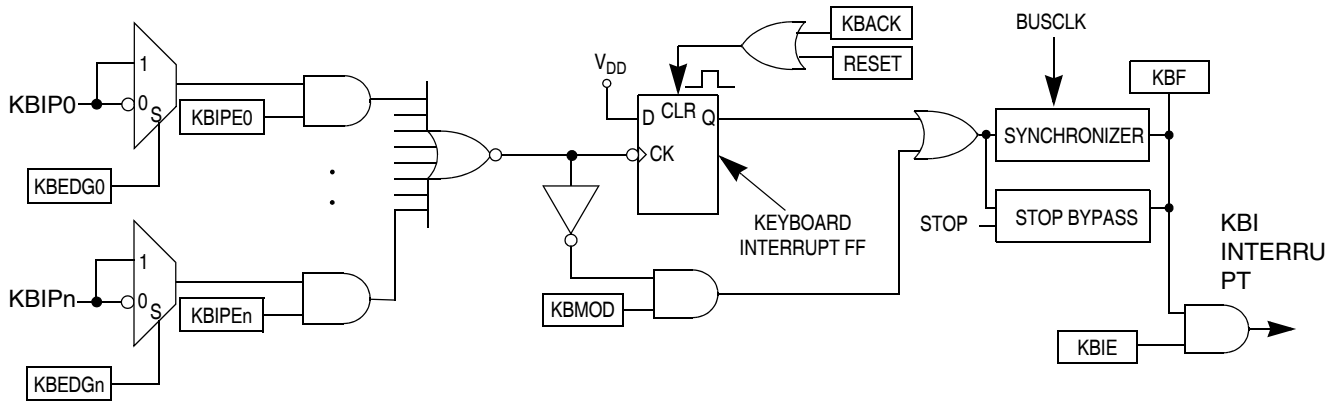 KBACK
RESET
BUSCLK
KBF
V_DD
KBIP0
1
0
S
KBIPE0
KBEDG0
D CLR Q
CK
SYNCHRONIZER
STOP BYPASS
STOP
KEYBOARD
INTERRUPT FF
KBI
INTERRU
PT
KBIPn
1
0
S
KBIPEn
KBEDGn
KBMOD
KBIE